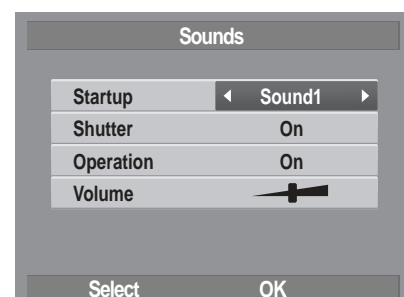 Sounds
Startup Sound1
Shutter On
Operation On
Volume
Select OK